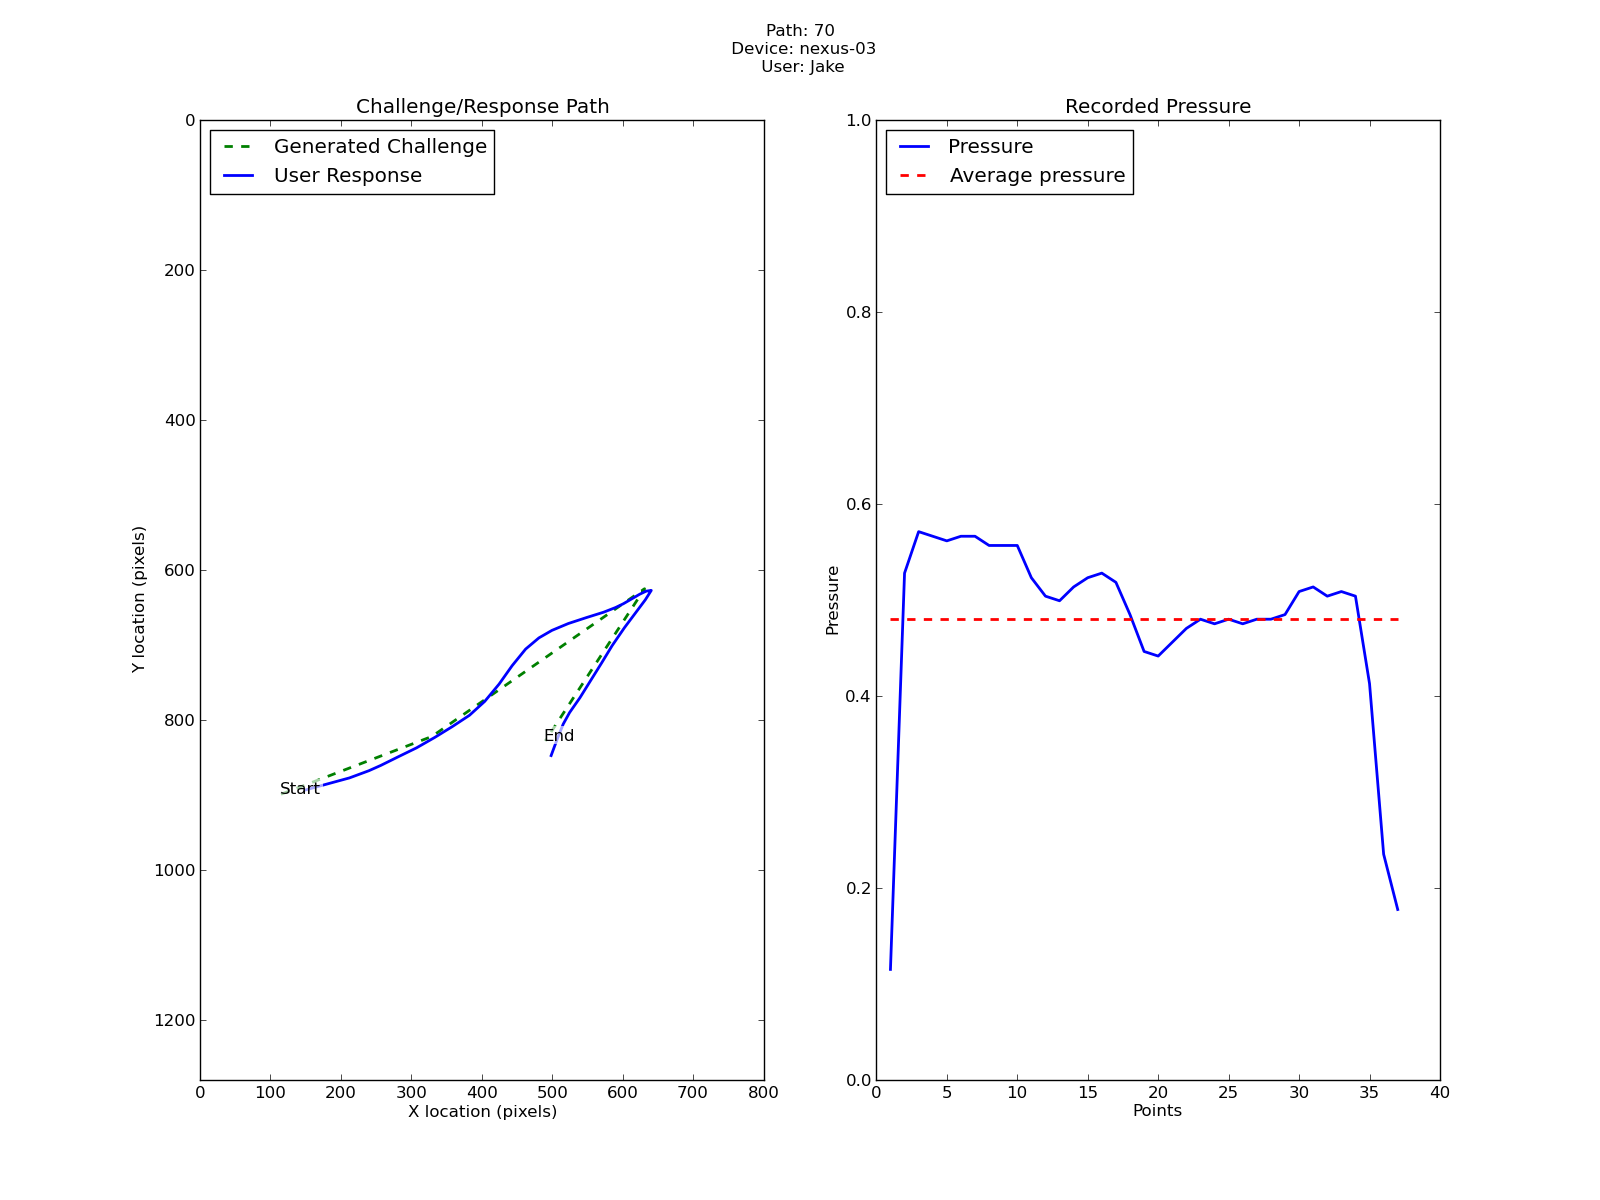 Path: 70
Device: nexus-03
User: Jake
Challenge/Response Path
Generated Challenge
User Response
0
200
400
600
800
1000
1200
Y location (pixels)
Start
End
0 100 200 300 400 500 600 700 800
X location (pixels)
Recorded Pressure
Pressure
Average pressure
1.0
0.8
0.6
0.4
0.2
0.0
Pressure
0 5 10 15 20 25 30 35 40
Points